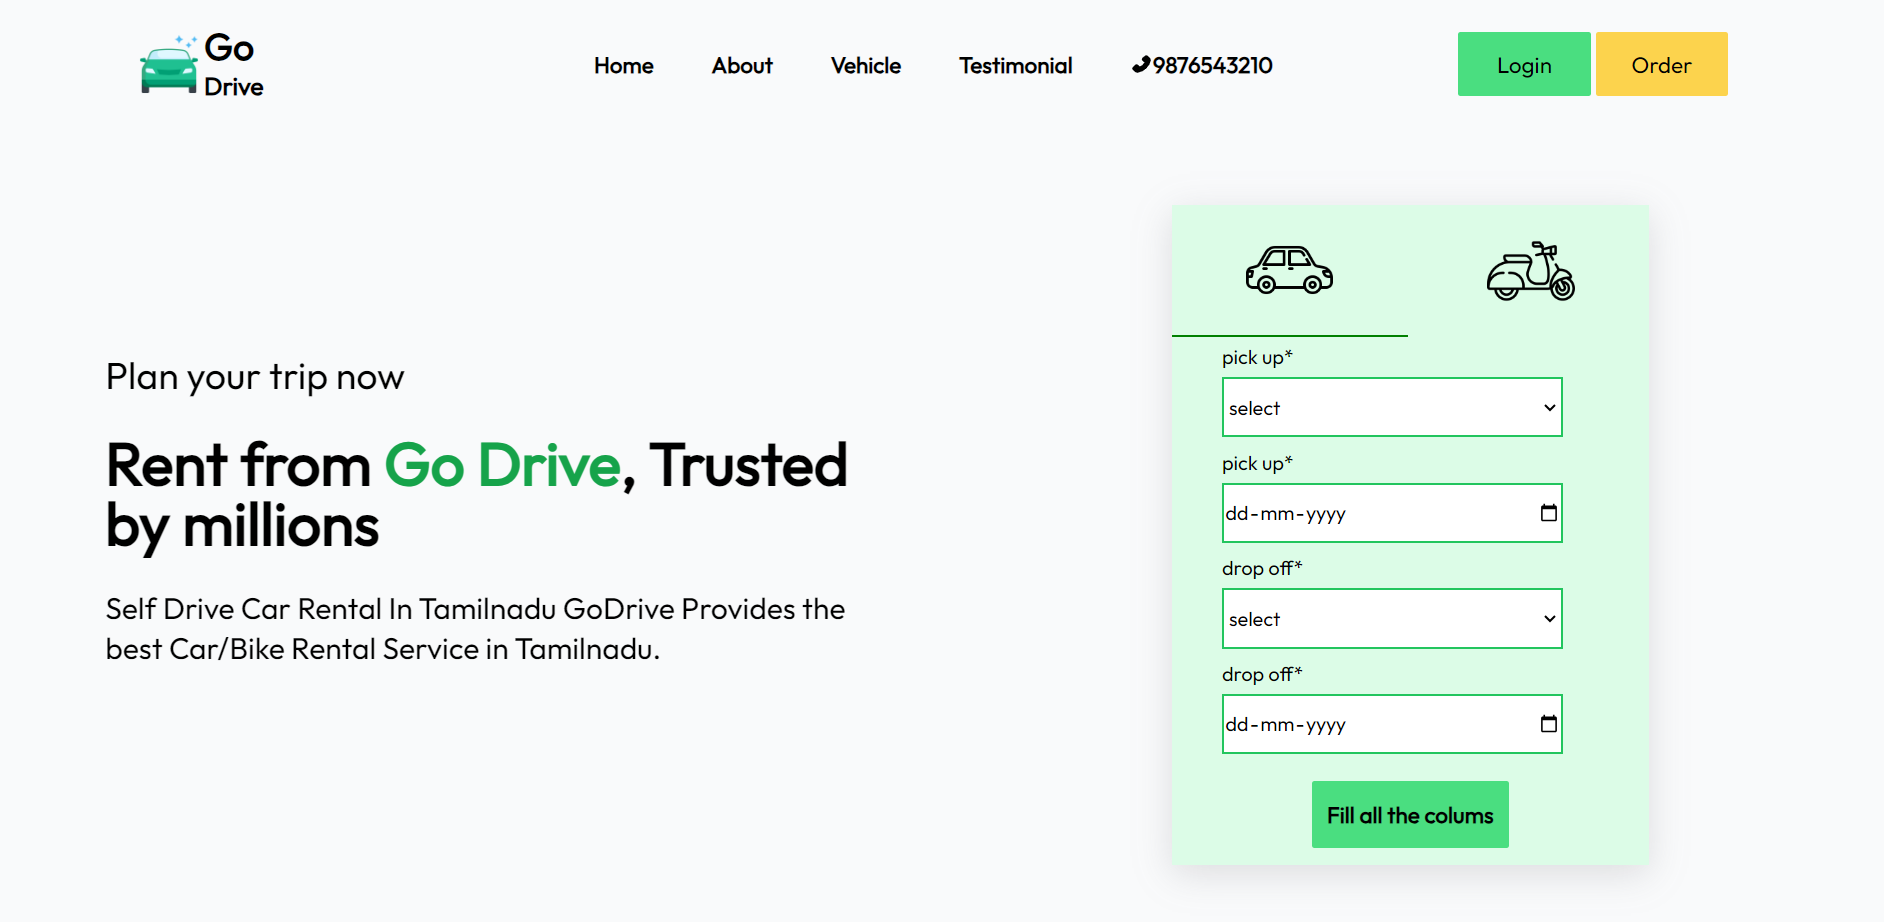 Go
Drive
Home
About
Vehicle
Testimonial
9876543210
Login
Order
Plan your trip now
Rent from Go Drive, Trusted
by millions
Self Drive Car Rental In Tamilnadu GoDrive Provides the
best Car/Bike Rental Service in Tamilnadu.
pick up*
select
pick up*
dd-mm-yyyy
drop off*
select
drop off*
dd-mm-yyyy
Fill all the colums